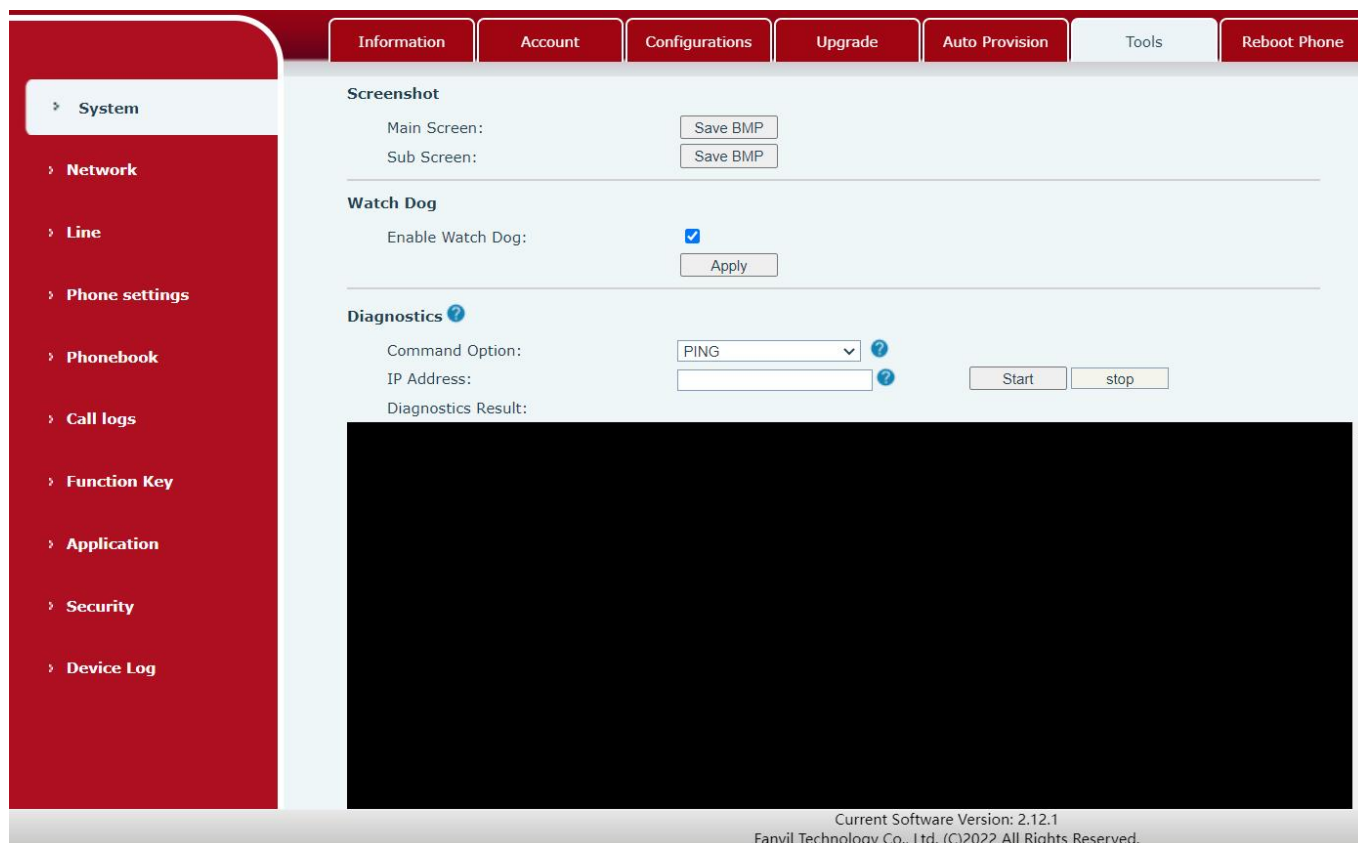 Information Account Configurations Upgrade Auto Provision Tools Reboot Phone
System
Network
Line
Phone settings
Phonebook
Call logs
Function Key
Application
Security
Device Log
Screenshot
Main Screen: Save BMP
Sub Screen: Save BMP
Watch Dog
Enable Watch Dog:
Apply
Diagnostics ?
Command Option: PING ?
IP Address: ? Start stop
Diagnostics Result:
Current Software Version: 2.12.1
Fanvil Technology Co., Ltd. (C)2022 All Rights Reserved.